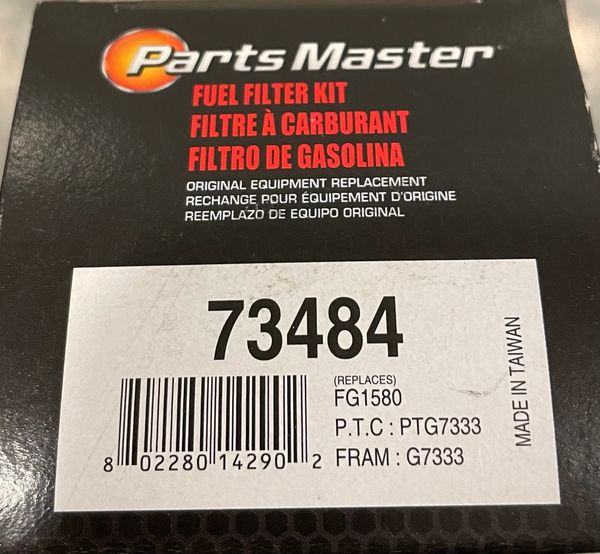 Parts Master
FUEL FILTER KIT
FILTRE À CARBURANT
FILTRO DE GASOLINA
ORIGINAL EQUIPMENT REPLACEMENT
RECHANGE POUR ÉQUIPEMENT D'ORIGINE
REEMPLAZO DE EQUIPO ORIGINAL
73484
(REPLACES)
FG1580
P.T.C : PTG7333
FRAM : G7333
8 02280 14290 2
MADE IN TAIWAN